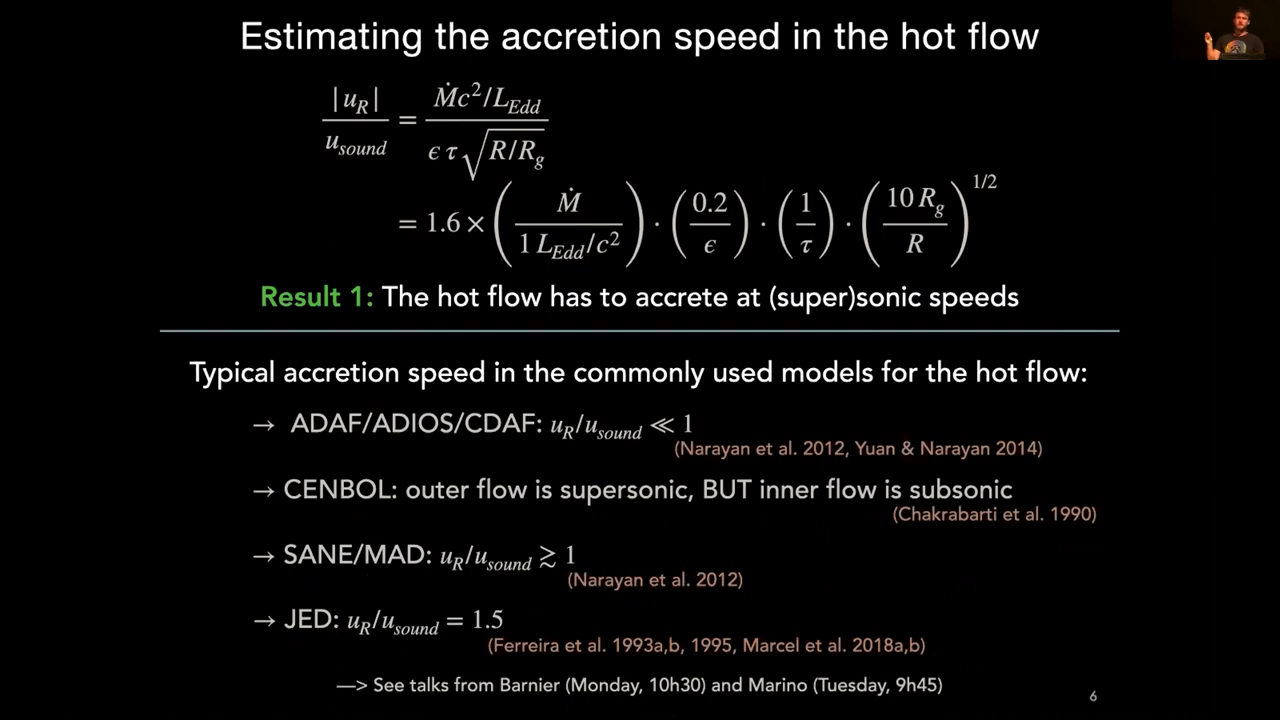 Estimating the accretion speed in the hot flow
|u_R| / u_sound = Ṁc²/L_Edd / ϵ τ √(R/R_g)
= 1.6 × (Ṁ / 1 L_Edd/c²) · (0.2 / ϵ) · (1 / τ) · (10 R_g / R)^1/2
Result 1: The hot flow has to accrete at (super)sonic speeds
Typical accretion speed in the commonly used models for the hot flow:
→ ADAF/ADIOS/CDAF: u_R/u_sound ≪ 1
(Narayan et al. 2012, Yuan & Narayan 2014)
→ CENBOL: outer flow is supersonic, BUT inner flow is subsonic
(Chakrabarti et al. 1990)
→ SANE/MAD: u_R/u_sound ≳ 1
(Narayan et al. 2012)
→ JED: u_R/u_sound = 1.5
(Ferreira et al. 1993a,b, 1995, Marcel et al. 2018a,b)
—> See talks from Barnier (Monday, 10h30) and Marino (Tuesday, 9h45)
6